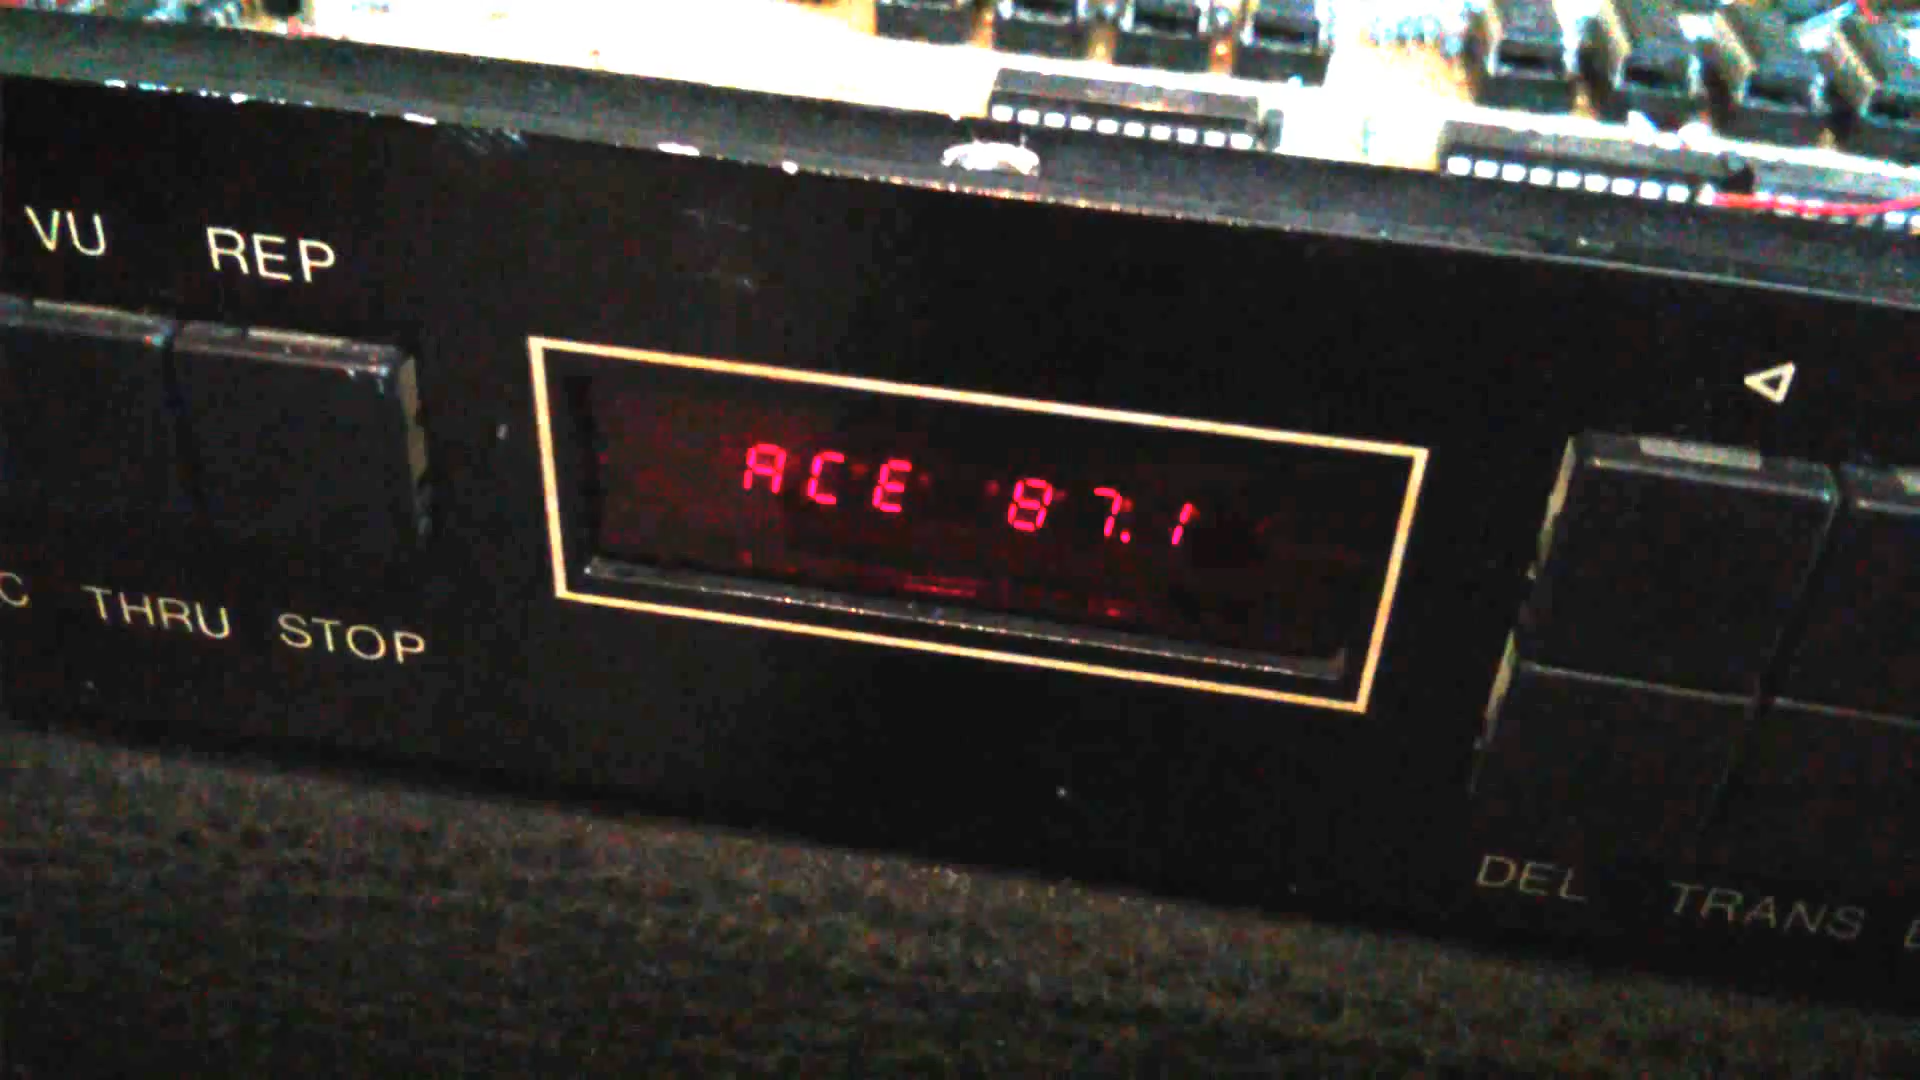 VU REP
ACE 87.1
C THRU STOP
DEL TRANS